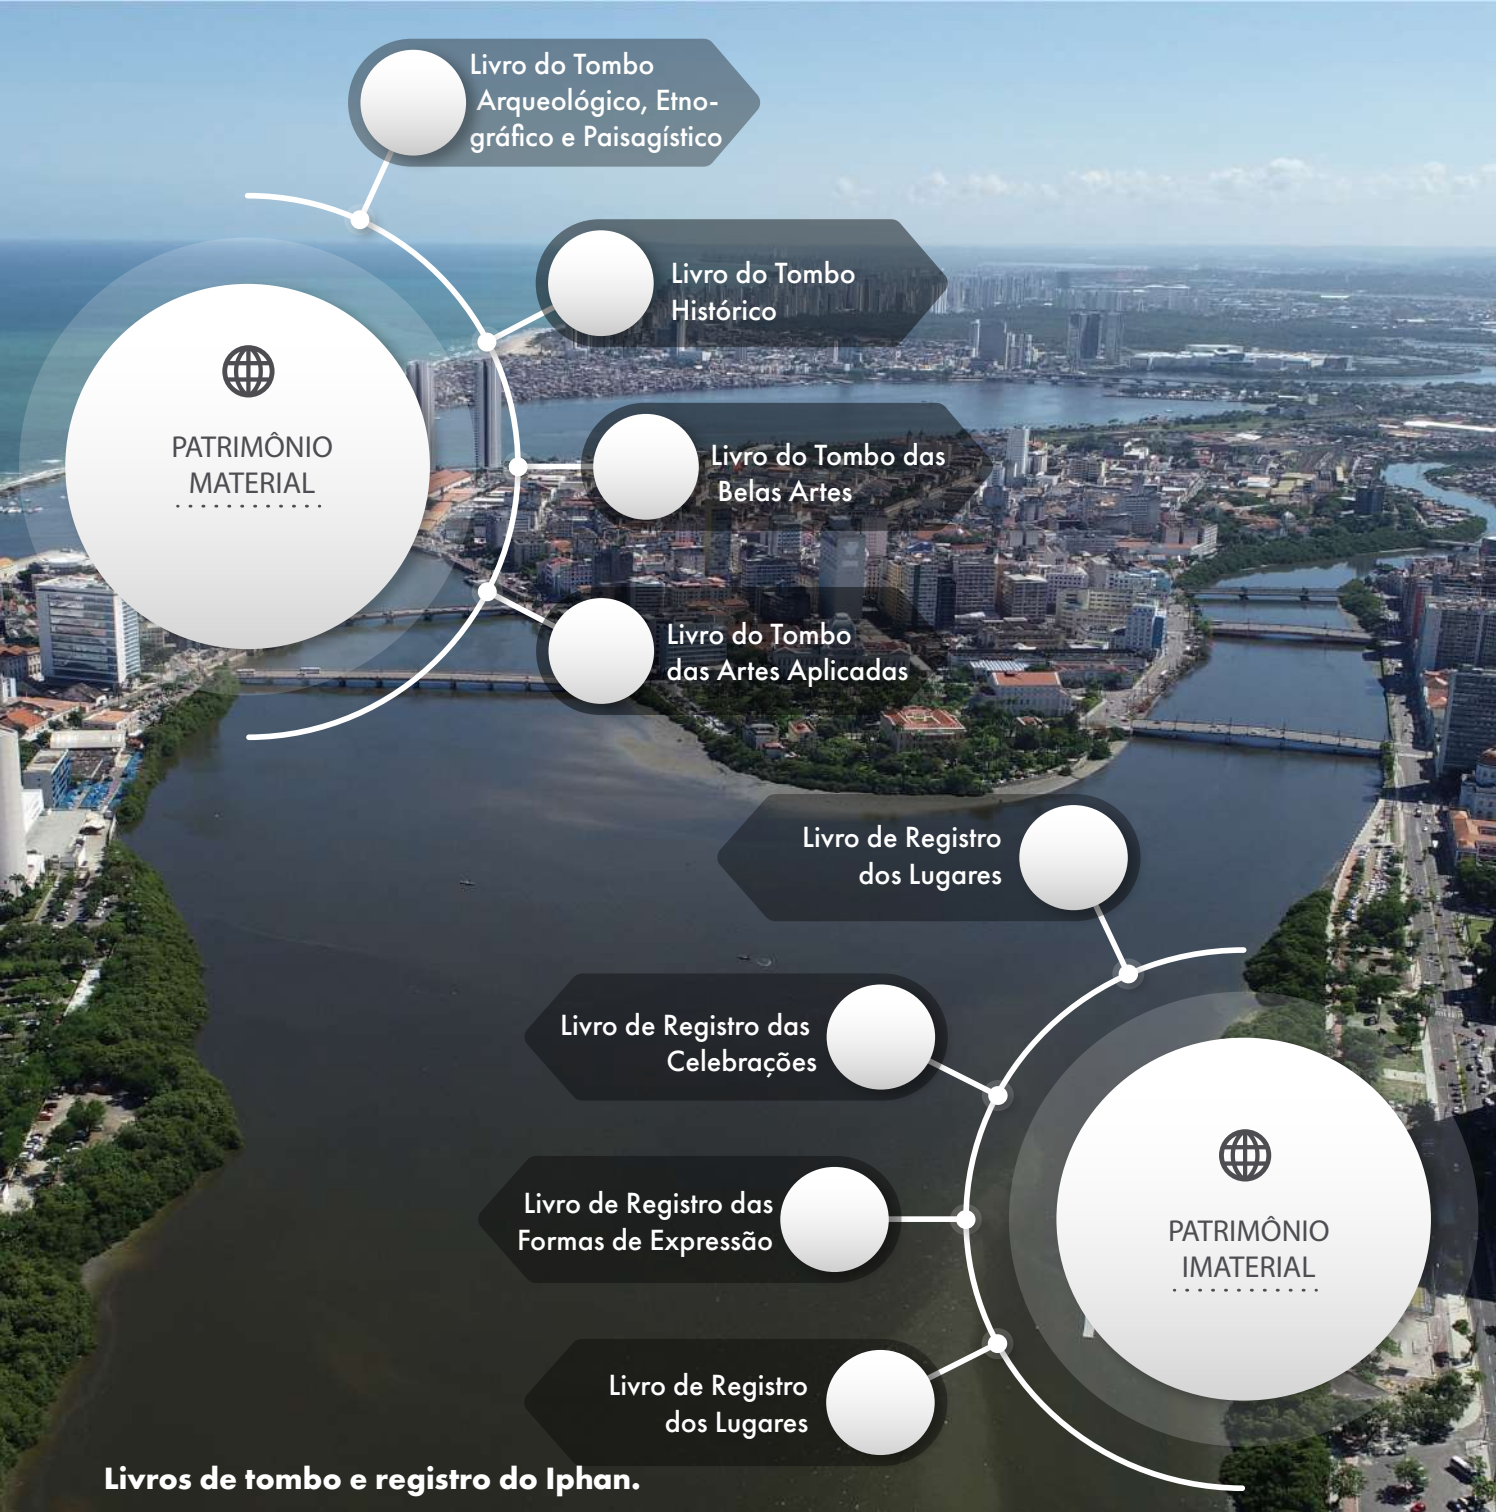 Livro do Tombo
Arqueológico, Etno-
gráfico e Paisagístico
Livro do Tombo
Histórico
PATRIMÔNIO
MATERIAL
Livro do Tombo das
Belas Artes
Livro do Tombo
das Artes Aplicadas
Livro de Registro
dos Lugares
Livro de Registro das
Celebrações
Livro de Registro das
Formas de Expressão
PATRIMÔNIO
IMATERIAL
Livro de Registro
dos Lugares
Livros de tombo e registro do Iphan.